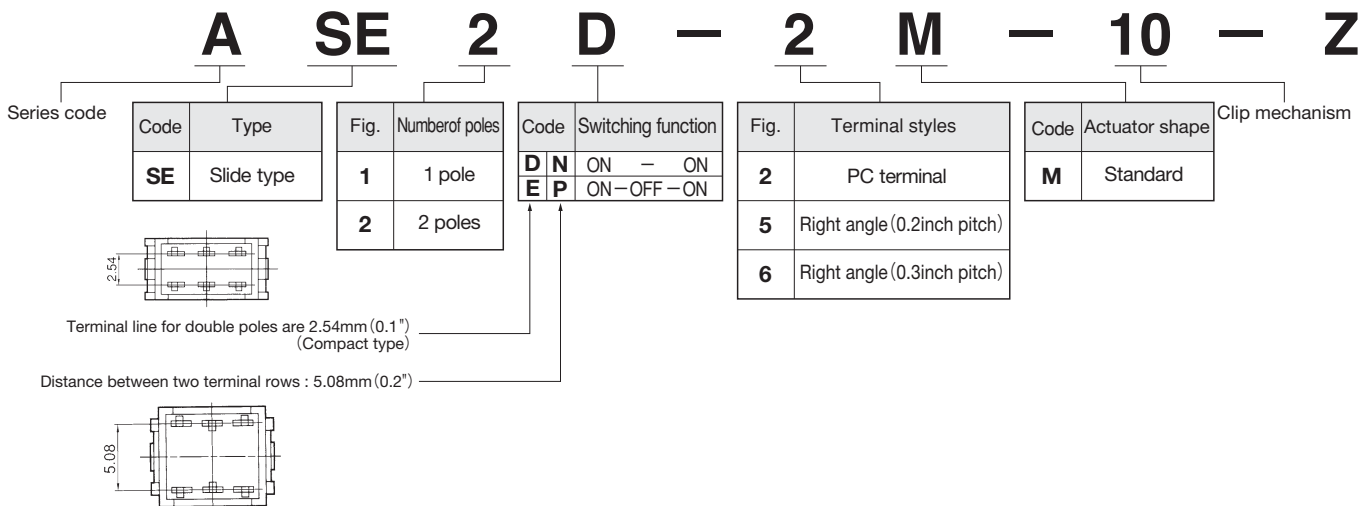 A SE 2 D － 2 M － 10 － Z
Series code
Clip mechanism
Code Type
SE Slide type
Fig. Numberof poles
1 1 pole
2 2 poles
Code Switching function
D N ON － ON
E P ON－OFF－ON
Fig. Terminal styles
2 PC terminal
5 Right angle（0.2inch pitch）
6 Right angle（0.3inch pitch）
Code Actuator shape
M Standard
2.54
Terminal line for double poles are 2.54mm（0.1"）
(Compact type)
Distance between two terminal rows : 5.08mm（0.2"）
5.08